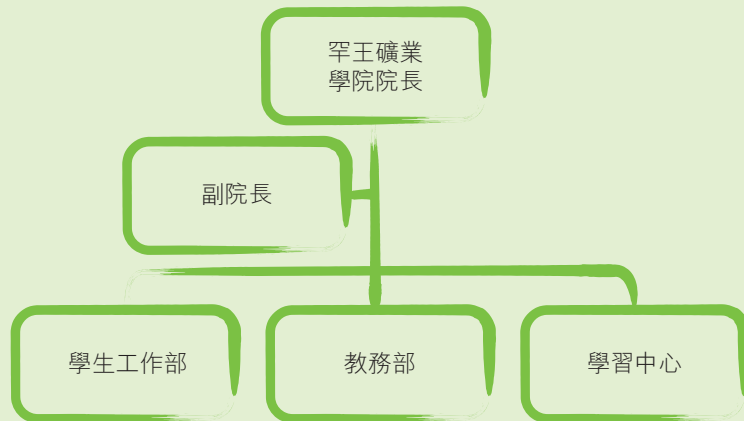 罕王礦業
學院院長
副院長
學生工作部
教務部
學習中心